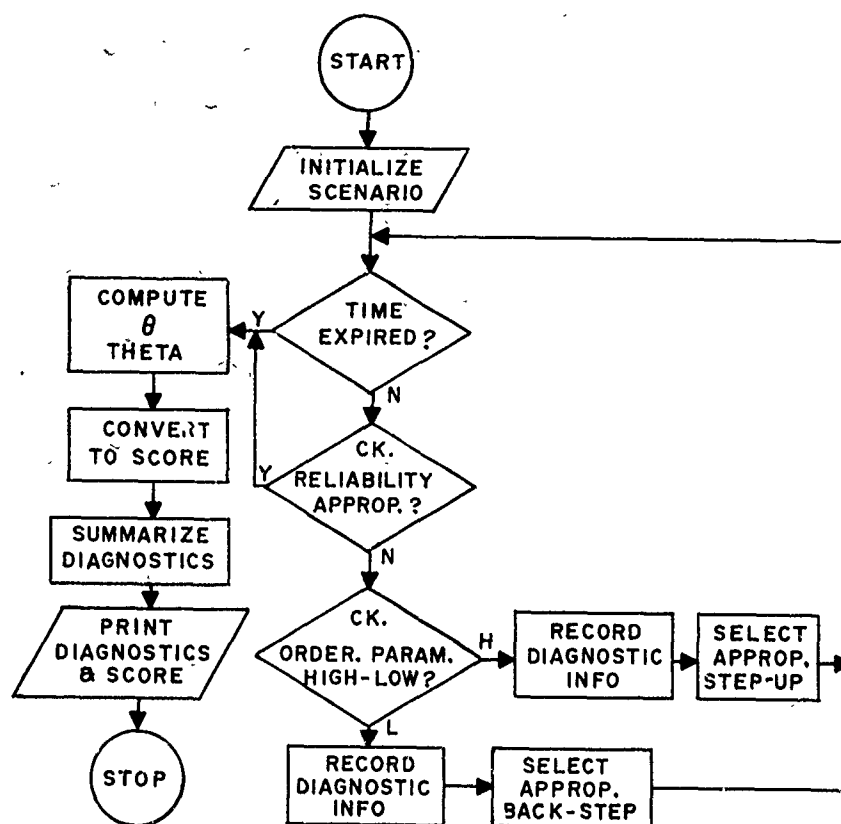 START
INITIALIZE
SCENARIO
TIME
EXPIRED?
Y
N
COMPUTE
θ
THETA
CONVERT
TO SCORE
SUMMARIZE
DIAGNOSTICS
PRINT
DIAGNOSTICS
& SCORE
STOP
CK.
RELIABILITY
APPROP.?
Y
N
CK.
ORDER. PARAM.
HIGH-LOW?
H
L
RECORD
DIAGNOSTIC
INFO
SELECT
APPROP.
STEP-UP
RECORD
DIAGNOSTIC
INFO
SELECT
APPROP.
BACK-STEP